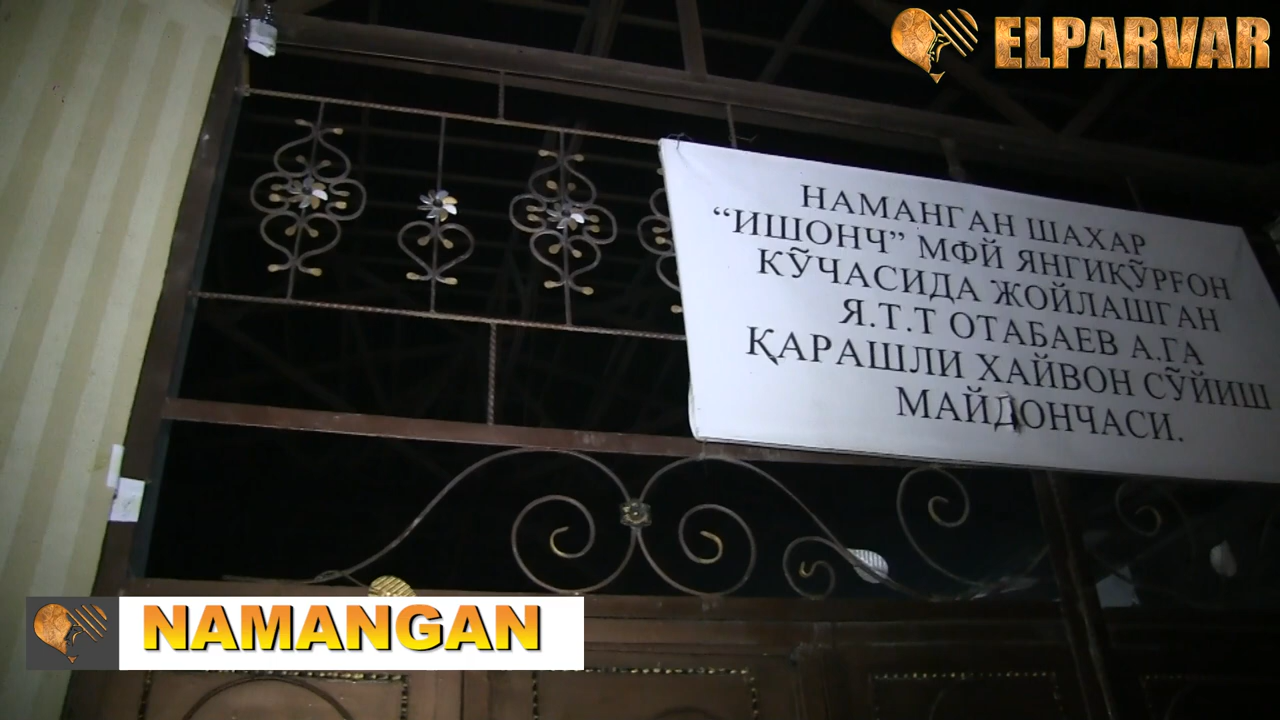 ELPARVAR
НАМАНГАН ШАХАР
“ИШОНЧ” МФЙ ЯНГИҚЎРҒОН
КЎЧАСИДА ЖОЙЛАШГАН
Я.Т.Т ОТАБАЕВ А.ГА
ҚАРАШЛИ ХАЙВОН СЎЙИШ
МАЙДОНЧАСИ.
NAMANGAN